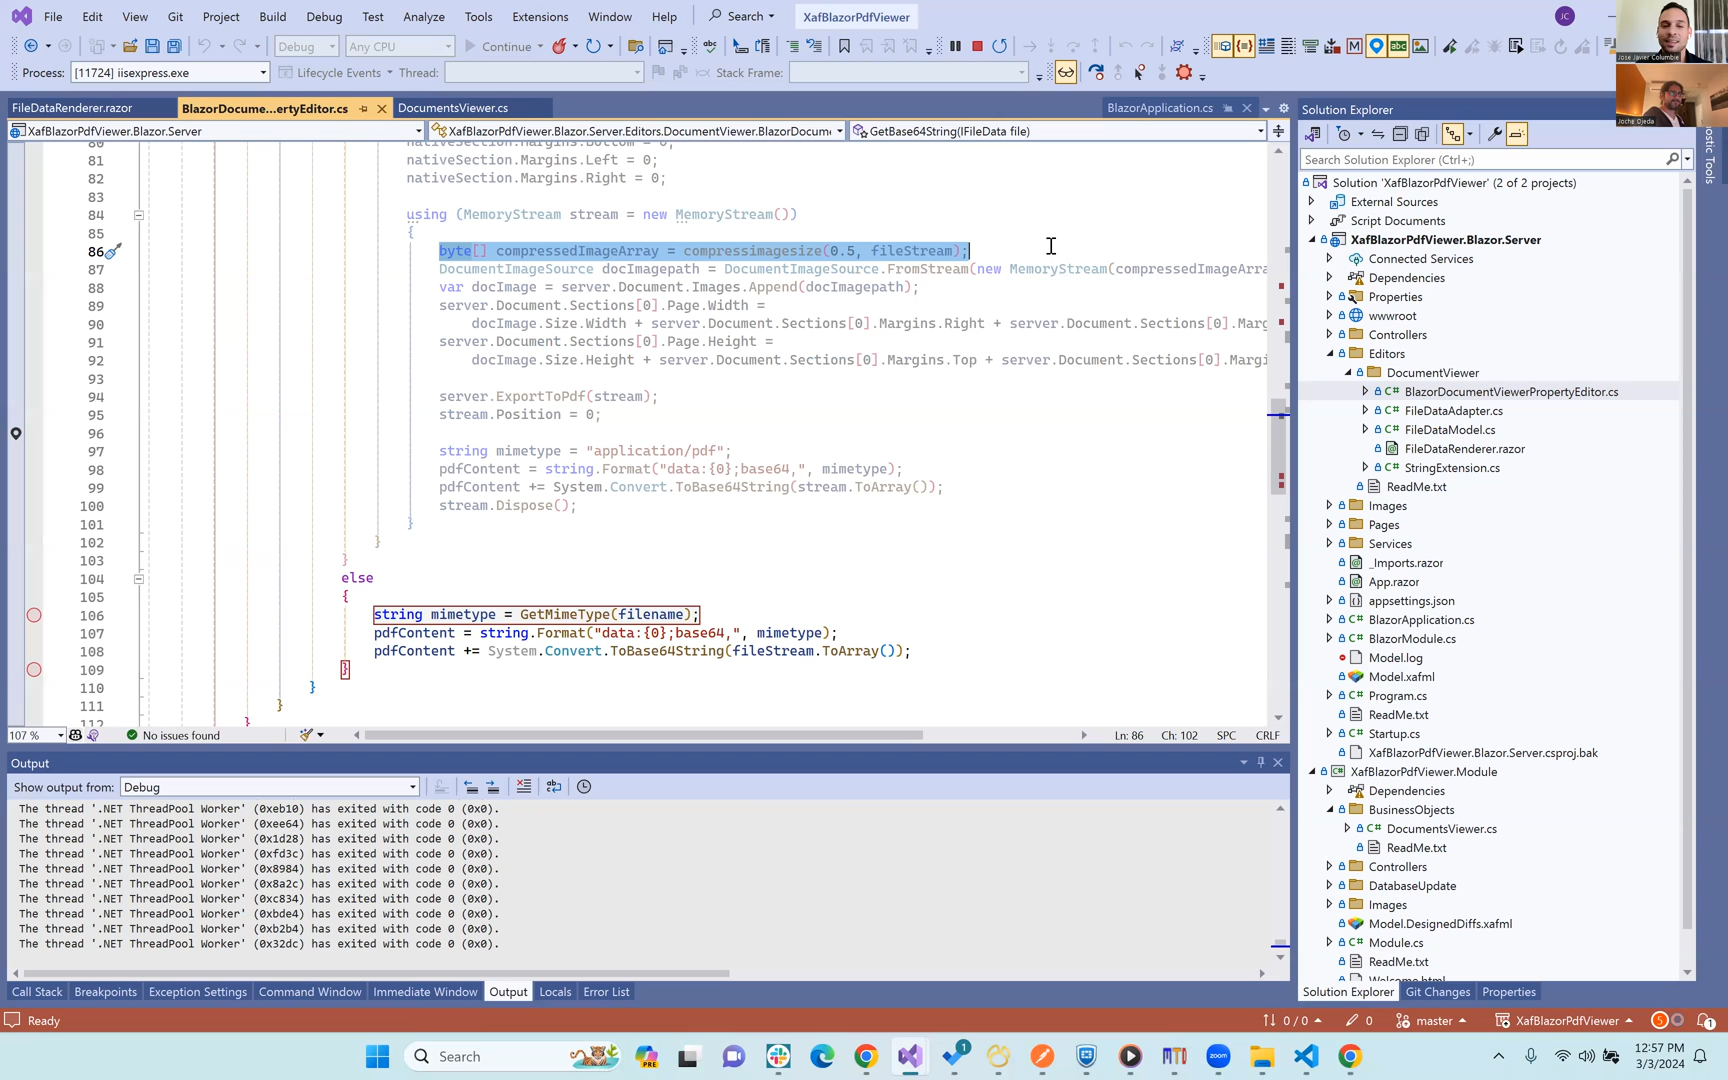 File Edit View Git Project Build Debug Test Analyze Tools Extensions Window Help Search XafBlazorPdfViewer JC
Jose Javier Columbie
Joche Ojeda
Debug Any CPU Continue
Process: [11724] iisexpress.exe Lifecycle Events Thread: Stack Frame:
FileDataRenderer.razor BlazorDocume...ertyEditor.cs DocumentsViewer.cs BlazorApplication.cs
XafBlazorPdfViewer.Blazor.Server XafBlazorPdfViewer.Blazor.Server.Editors.DocumentViewer.BlazorDocum GetBase64String(IFileData file)
80 nativeSection.Margins.Bottom = 0;
81 nativeSection.Margins.Left = 0;
82 nativeSection.Margins.Right = 0;
83
84 using (MemoryStream stream = new MemoryStream())
85 {
86 byte[] compressedImageArray = compressimagesize(0.5, fileStream);
87 DocumentImageSource docImagepath = DocumentImageSource.FromStream(new MemoryStream(compressedImageArra
88 var docImage = server.Document.Images.Append(docImagepath);
89 server.Document.Sections[0].Page.Width =
90 docImage.Size.Width + server.Document.Sections[0].Margins.Right + server.Document.Sections[0].Marg
91 server.Document.Sections[0].Page.Height =
92 docImage.Size.Height + server.Document.Sections[0].Margins.Top + server.Document.Sections[0].Margi
93
94 server.ExportToPdf(stream);
95 stream.Position = 0;
96
97 string mimetype = "application/pdf";
98 pdfContent = string.Format("data:{0};base64,", mimetype);
99 pdfContent += System.Convert.ToBase64String(stream.ToArray());
100 stream.Dispose();
101 }
102 }
103 }
104 else
105 {
106 string mimetype = GetMimeType(filename);
107 pdfContent = string.Format("data:{0};base64,", mimetype);
108 pdfContent += System.Convert.ToBase64String(fileStream.ToArray());
109 }
110 }
111 }
112 }
107 % No issues found Ln: 86 Ch: 102 SPC CRLF
Output
Show output from: Debug
The thread '.NET ThreadPool Worker' (0xeb10) has exited with code 0 (0x0).
The thread '.NET ThreadPool Worker' (0xee64) has exited with code 0 (0x0).
The thread '.NET ThreadPool Worker' (0x1d28) has exited with code 0 (0x0).
The thread '.NET ThreadPool Worker' (0xfd3c) has exited with code 0 (0x0).
The thread '.NET ThreadPool Worker' (0x8984) has exited with code 0 (0x0).
The thread '.NET ThreadPool Worker' (0x8a2c) has exited with code 0 (0x0).
The thread '.NET ThreadPool Worker' (0xc834) has exited with code 0 (0x0).
The thread '.NET ThreadPool Worker' (0xbde4) has exited with code 0 (0x0).
The thread '.NET ThreadPool Worker' (0xb2b4) has exited with code 0 (0x0).
The thread '.NET ThreadPool Worker' (0x32dc) has exited with code 0 (0x0).
Call Stack Breakpoints Exception Settings Command Window Immediate Window Output Locals Error List
Solution Explorer
Search Solution Explorer (Ctrl+;)
Solution 'XafBlazorPdfViewer' (2 of 2 projects)
External Sources
Script Documents
XafBlazorPdfViewer.Blazor.Server
Connected Services
Dependencies
Properties
wwwroot
Controllers
Editors
DocumentViewer
C# BlazorDocumentViewerPropertyEditor.cs
C# FileDataAdapter.cs
C# FileDataModel.cs
FileDataRenderer.razor
C# StringExtension.cs
ReadMe.txt
Images
Pages
Services
_Imports.razor
App.razor
appsettings.json
C# BlazorApplication.cs
C# BlazorModule.cs
Model.log
Model.xafml
C# Program.cs
ReadMe.txt
C# Startup.cs
XafBlazorPdfViewer.Blazor.Server.csproj.bak
XafBlazorPdfViewer.Module
Dependencies
BusinessObjects
C# DocumentsViewer.cs
ReadMe.txt
Controllers
DatabaseUpdate
Images
Model.DesignedDiffs.xafml
C# Module.cs
ReadMe.txt
Welcome.html
Solution Explorer Git Changes Properties
ostic Tools
Ready 0 / 0 0 master XafBlazorPdfViewer 5 1
Search PRE 1 zoom 12:57 PM
3/3/2024